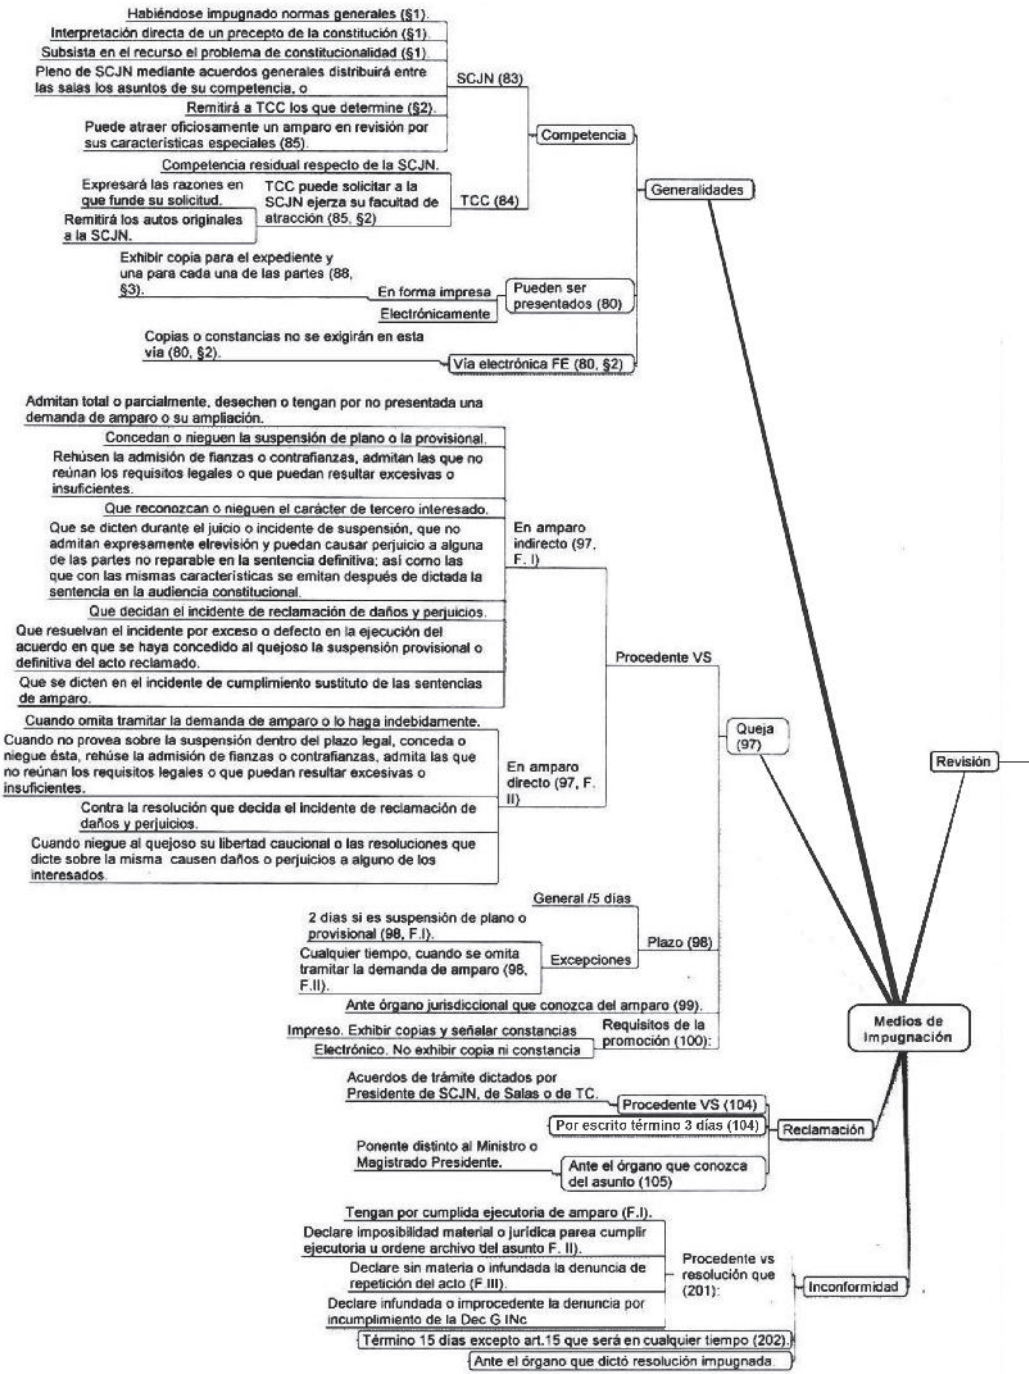 Habiéndose impugnado normas generales (§1).
Interpretación directa de un precepto de la constitución (§1).
Subsista en el recurso el problema de constitucionalidad (§1).
Pleno de SCJN mediante acuerdos generales distribuirá entre
las salas los asuntos de su competencia, o
Remitirá a TCC los que determine (§2).
Puede atraer oficiosamente un amparo en revisión por
sus características especiales (85).
SCJN (83)
Competencia residual respecto de la SCJN.
Expresará las razones en
que funde su solicitud.
Remitirá los autos originales
a la SCJN.
TCC puede solicitar a la
SCJN ejerza su facultad de
atracción (85, §2)
TCC (84)
Competencia
Generalidades
Exhibir copia para el expediente y
una para cada una de las partes (88,
§3).
En forma impresa
Electrónicamente
Pueden ser
presentados (80)
Copias o constancias no se exigirán en esta
vía (80, §2).
Vía electrónica FE (80, §2)
Admitan total o parcialmente, desechen o tengan por no presentada una
demanda de amparo o su ampliación.
Concedan o nieguen la suspensión de plano o la provisional.
Rehúsen la admisión de fianzas o contrafianzas, admitan las que no
reúnan los requisitos legales o que puedan resultar excesivas o
insuficientes.
Que reconozcan o nieguen el carácter de tercero interesado.
Que se dicten durante el juicio o incidente de suspensión, que no
admitan expresamente elrevisión y puedan causar perjuicio a alguna
de las partes no reparable en la sentencia definitiva; así como las
que con las mismas características se emitan después de dictada la
sentencia en la audiencia constitucional.
Que decidan el incidente de reclamación de daños y perjuicios.
Que resuelvan el incidente por exceso o defecto en la ejecución del
acuerdo en que se haya concedido al quejoso la suspensión provisional o
definitiva del acto reclamado.
Que se dicten en el incidente de cumplimiento sustituto de las sentencias
de amparo.
En amparo
indirecto (97,
F. I)
Cuando omita tramitar la demanda de amparo o lo haga indebidamente.
Cuando no provea sobre la suspensión dentro del plazo legal, conceda o
niegue ésta, rehúse la admisión de fianzas o contrafianzas, admita las que
no reúnan los requisitos legales o que puedan resultar excesivas o
insuficientes.
Contra la resolución que decida el incidente de reclamación de
daños y perjuicios.
Cuando niegue al quejoso su libertad caucional o las resoluciones que
dicte sobre la misma causen daños o perjuicios a alguno de los
interesados.
En amparo
directo (97, F.
II)
Procedente VS
Queja
(97)
Revisión
General /5 días
2 días si es suspensión de plano o
provisional (98, F.I).
Cualquier tiempo, cuando se omita
tramitar la demanda de amparo (98,
F.II).
Excepciones
Plazo (98)
Ante órgano jurisdiccional que conozca del amparo (99).
Impreso. Exhibir copias y señalar constancias
Electrónico. No exhibir copia ni constancia
Requisitos de la
promoción (100):
Medios de
Impugnación
Acuerdos de trámite dictados por
Presidente de SCJN, de Salas o de TC.
Procedente VS (104)
Por escrito término 3 días (104)
Ponente distinto al Ministro o
Magistrado Presidente.
Ante el órgano que conozca
del asunto (105)
Reclamación
Tengan por cumplida ejecutoria de amparo (F.I).
Declare imposibilidad material o jurídica parea cumplir
ejecutoria u ordene archivo del asunto F. II).
Declare sin materia o infundada la denuncia de
repetición del acto (F.III).
Declare infundada o improcedente la denuncia por
incumplimiento de la Dec G INc
Procedente vs
resolución que
(201):
Término 15 días excepto art.15 que será en cualquier tiempo (202).
Ante el órgano que dictó resolución impugnada.
Inconformidad